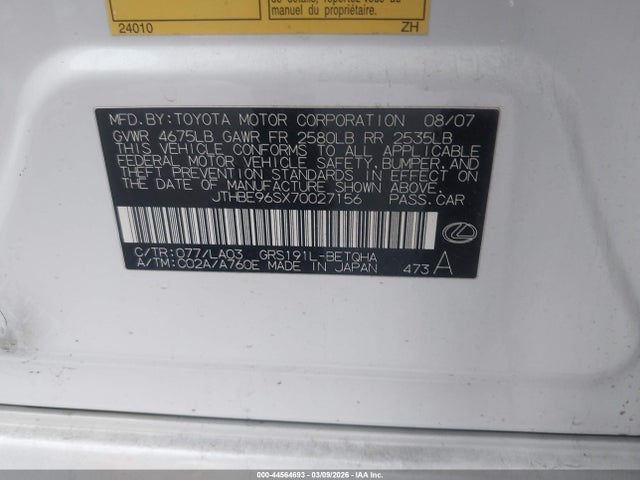 du manuel du propriétaire.
24010 ZH
MFD.BY:TOYOTA MOTOR CORPORATION 08/07
GVWR 4675LB GAWR FR 2580LB RR 2535LB
THIS VEHICLE CONFORMS TO ALL APPLICABLE
FEDERAL MOTOR VEHICLE SAFETY,BUMPER,AND
THEFT PREVENTION STANDARDS IN EFFECT ON
THE DATE OF MANUFACTURE SHOWN ABOVE.
JTHBE96SX70027156 PASS.CAR
C/TR:077/LA03 GRS191L-BETQHA
A/TM:C02A/A760E MADE IN JAPAN 473 A
000-44564693 - 03/09/2026 - IAAI.COM